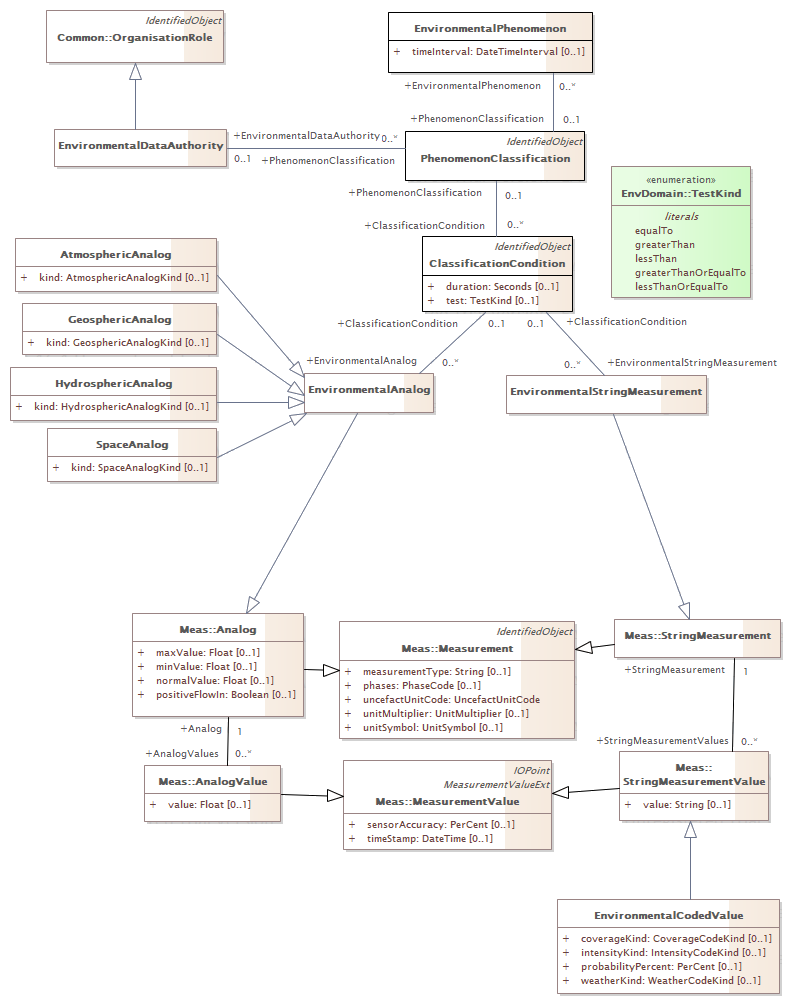 IdentifiedObject
Common::OrganisationRole
EnvironmentalPhenomenon
+ timeInterval: DateTimeInterval [0..1]
+EnvironmentalPhenomenon 0..*
+PhenomenonClassification 0..1
EnvironmentalDataAuthority
+EnvironmentalDataAuthority 0..*
0..1 +PhenomenonClassification
IdentifiedObject
PhenomenonClassification
+PhenomenonClassification 0..1
+ClassificationCondition 0..*
«enumeration»
EnvDomain::TestKind
literals
equalTo
greaterThan
lessThan
greaterThanOrEqualTo
lessThanOrEqualTo
IdentifiedObject
ClassificationCondition
+ duration: Seconds [0..1]
+ test: TestKind [0..1]
+ClassificationCondition 0..1
0..1 +ClassificationCondition
+EnvironmentalAnalog 0..*
0..* +EnvironmentalStringMeasurement
AtmosphericAnalog
+ kind: AtmosphericAnalogKind [0..1]
GeosphericAnalog
+ kind: GeosphericAnalogKind [0..1]
HydrosphericAnalog
+ kind: HydrosphericAnalogKind [0..1]
SpaceAnalog
+ kind: SpaceAnalogKind [0..1]
EnvironmentalAnalog
EnvironmentalStringMeasurement
Meas::Analog
+ maxValue: Float [0..1]
+ minValue: Float [0..1]
+ normalValue: Float [0..1]
+ positiveFlowIn: Boolean [0..1]
IdentifiedObject
Meas::Measurement
+ measurementType: String [0..1]
+ phases: PhaseCode [0..1]
+ uncefactUnitCode: UncefactUnitCode
+ unitMultiplier: UnitMultiplier [0..1]
+ unitSymbol: UnitSymbol [0..1]
Meas::StringMeasurement
+StringMeasurement 1
+StringMeasurementValues 0..*
+Analog 1
+AnalogValues 0..*
Meas::AnalogValue
+ value: Float [0..1]
IOPoint
MeasurementValueExt
Meas::MeasurementValue
+ sensorAccuracy: PerCent [0..1]
+ timeStamp: DateTime [0..1]
Meas::
StringMeasurementValue
+ value: String [0..1]
EnvironmentalCodedValue
+ coverageKind: CoverageCodeKind [0..1]
+ intensityKind: IntensityCodeKind [0..1]
+ probabilityPercent: PerCent [0..1]
+ weatherKind: WeatherCodeKind [0..1]